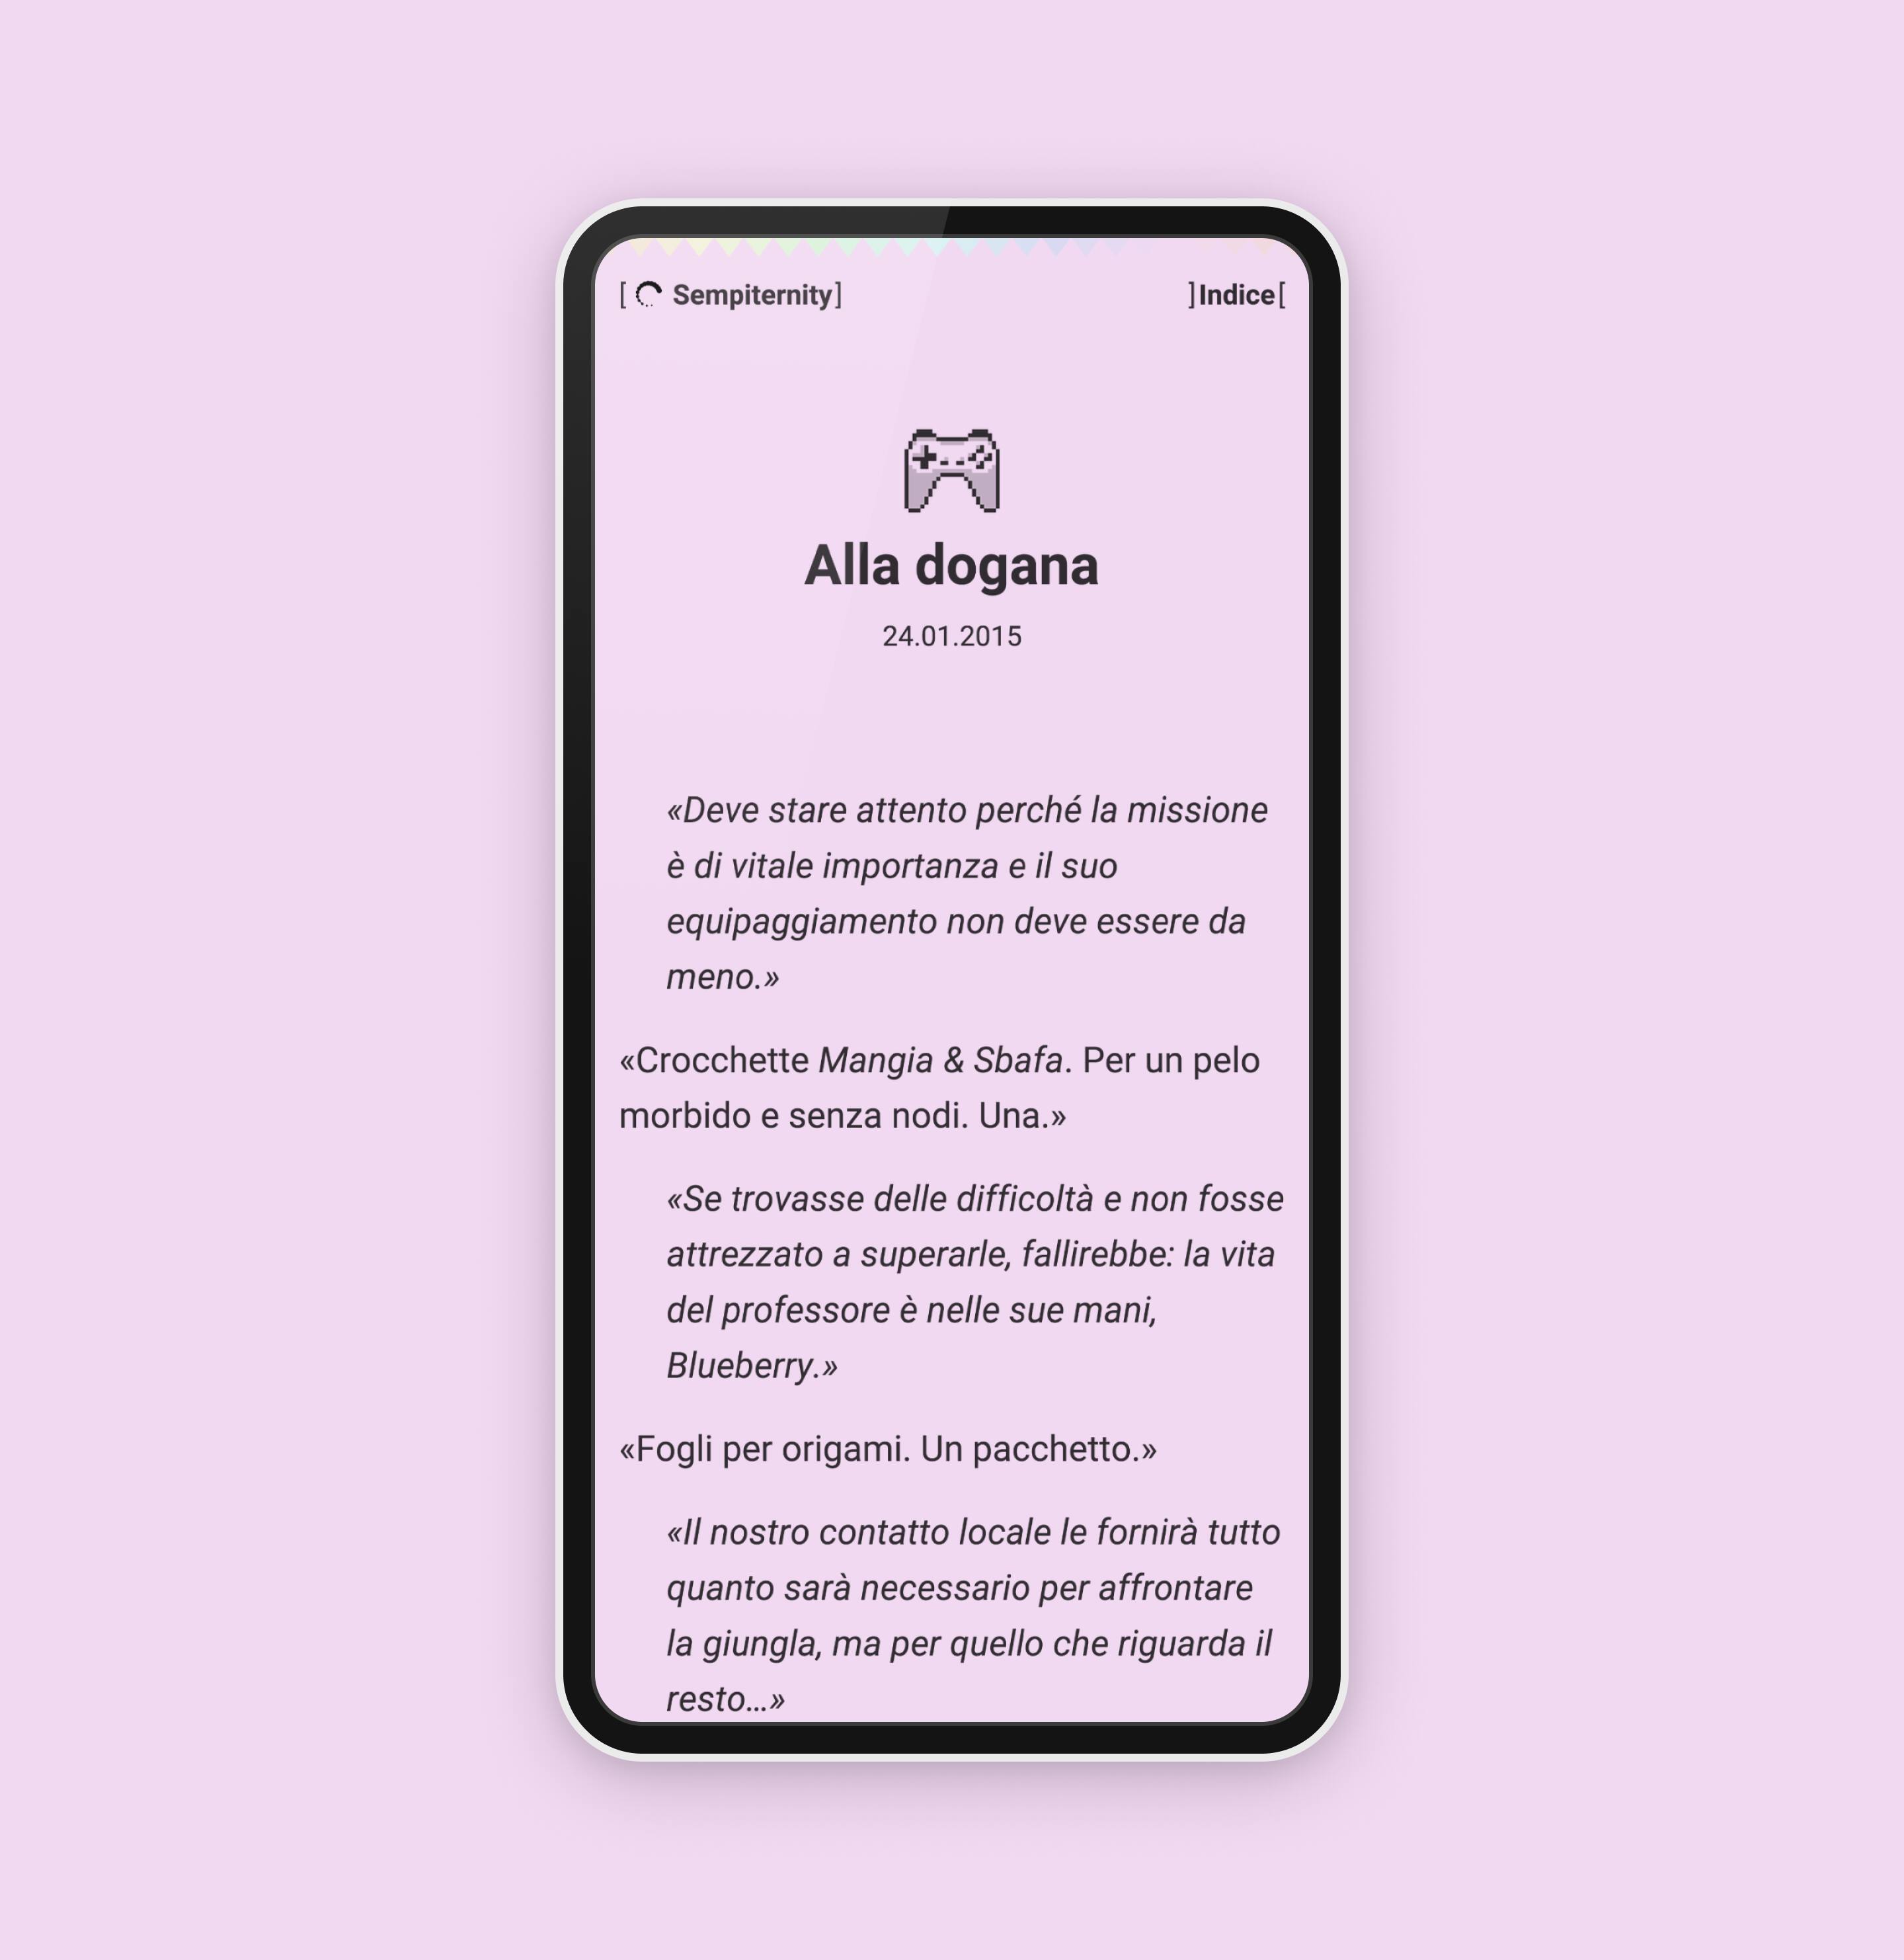 [ Sempiternity]
]Indice[
Alla dogana
24.01.2015
«Deve stare attento perché la missione
è di vitale importanza e il suo
equipaggiamento non deve essere da
meno.»
«Crocchette Mangia & Sbafa. Per un pelo
morbido e senza nodi. Una.»
«Se trovasse delle difficoltà e non fosse
attrezzato a superarle, fallirebbe: la vita
del professore è nelle sue mani,
Blueberry.»
«Fogli per origami. Un pacchetto.»
«Il nostro contatto locale le fornirà tutto
quanto sarà necessario per affrontare
la giungla, ma per quello che riguarda il
resto…»